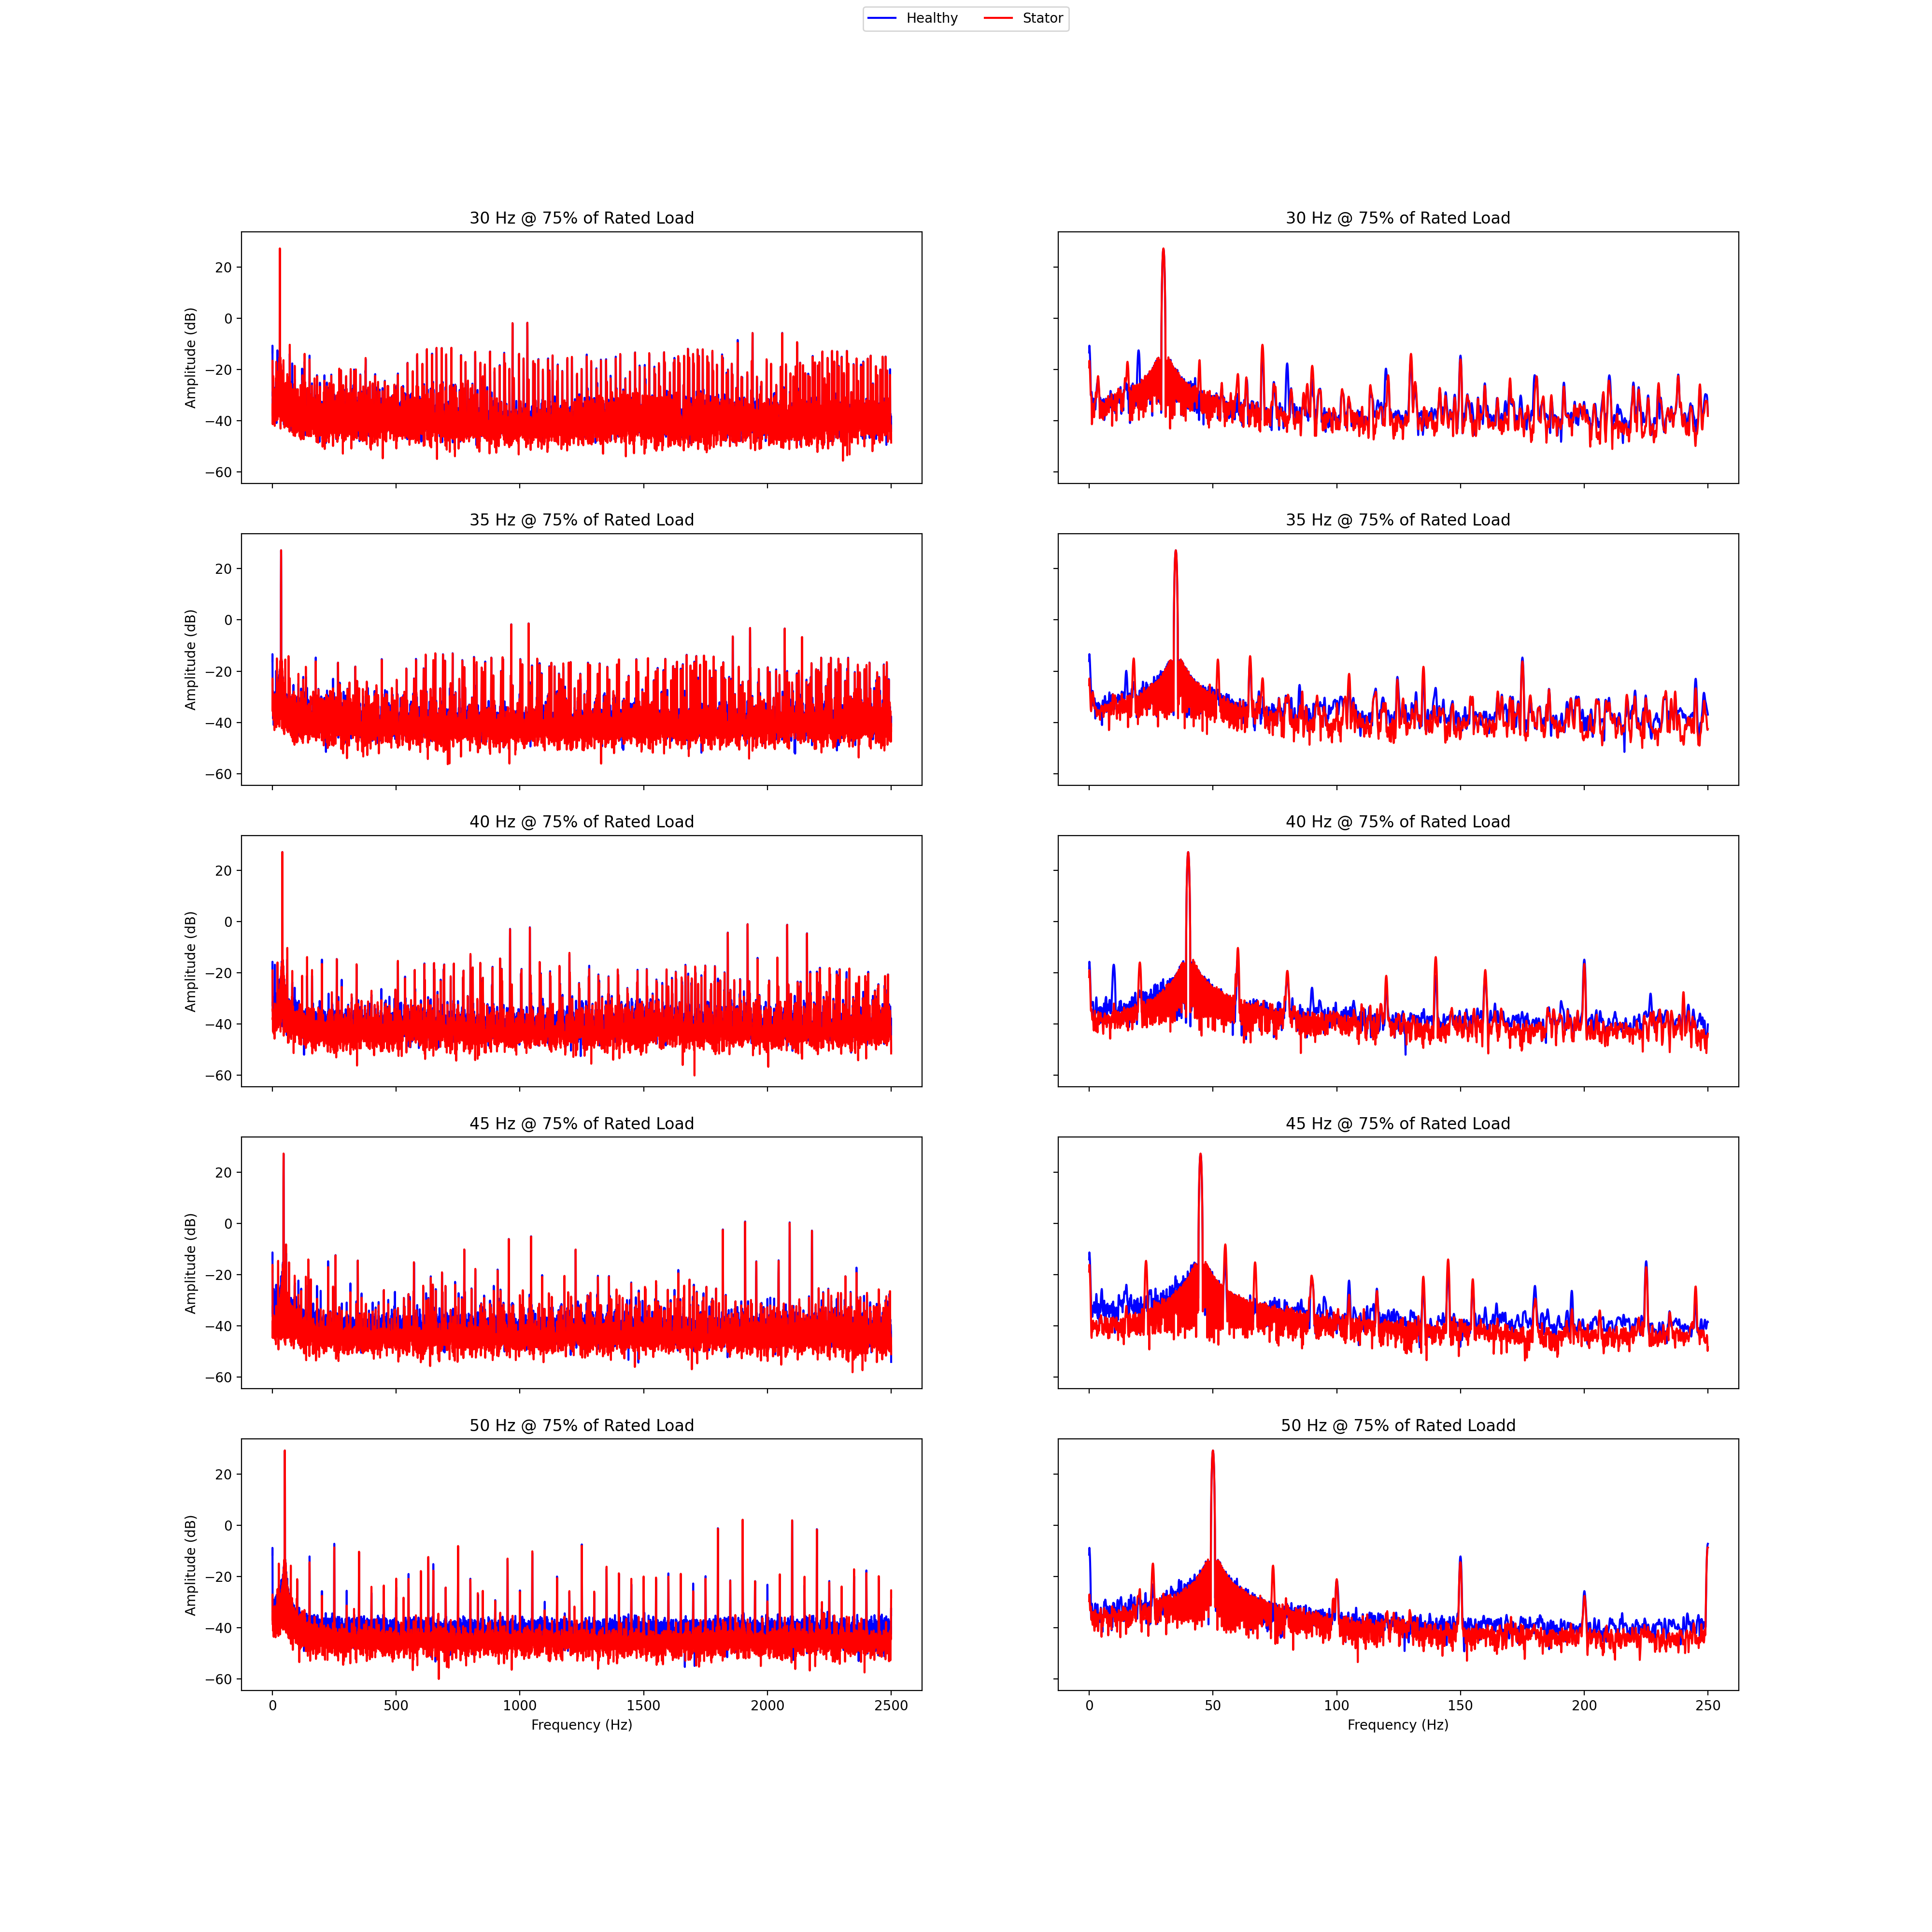 Healthy Stator
30 Hz @ 75% of Rated Load
30 Hz @ 75% of Rated Load
Amplitude (dB)
20
0
−20
−40
−60
35 Hz @ 75% of Rated Load
35 Hz @ 75% of Rated Load
Amplitude (dB)
20
0
−20
−40
−60
40 Hz @ 75% of Rated Load
40 Hz @ 75% of Rated Load
Amplitude (dB)
20
0
−20
−40
−60
45 Hz @ 75% of Rated Load
45 Hz @ 75% of Rated Load
Amplitude (dB)
20
0
−20
−40
−60
50 Hz @ 75% of Rated Load
50 Hz @ 75% of Rated Loadd
Amplitude (dB)
20
0
−20
−40
−60
0 500 1000 1500 2000 2500
Frequency (Hz)
0 50 100 150 200 250
Frequency (Hz)